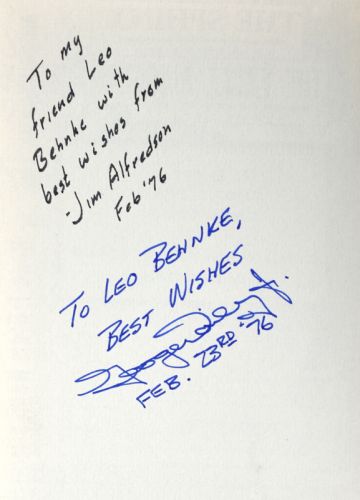 To my
friend Leo
Behnke with
best wishes from
-Jim Alfredson
Feb '76
TO LEO BEHNKE,
BEST WISHES
FEB. 23RD '76